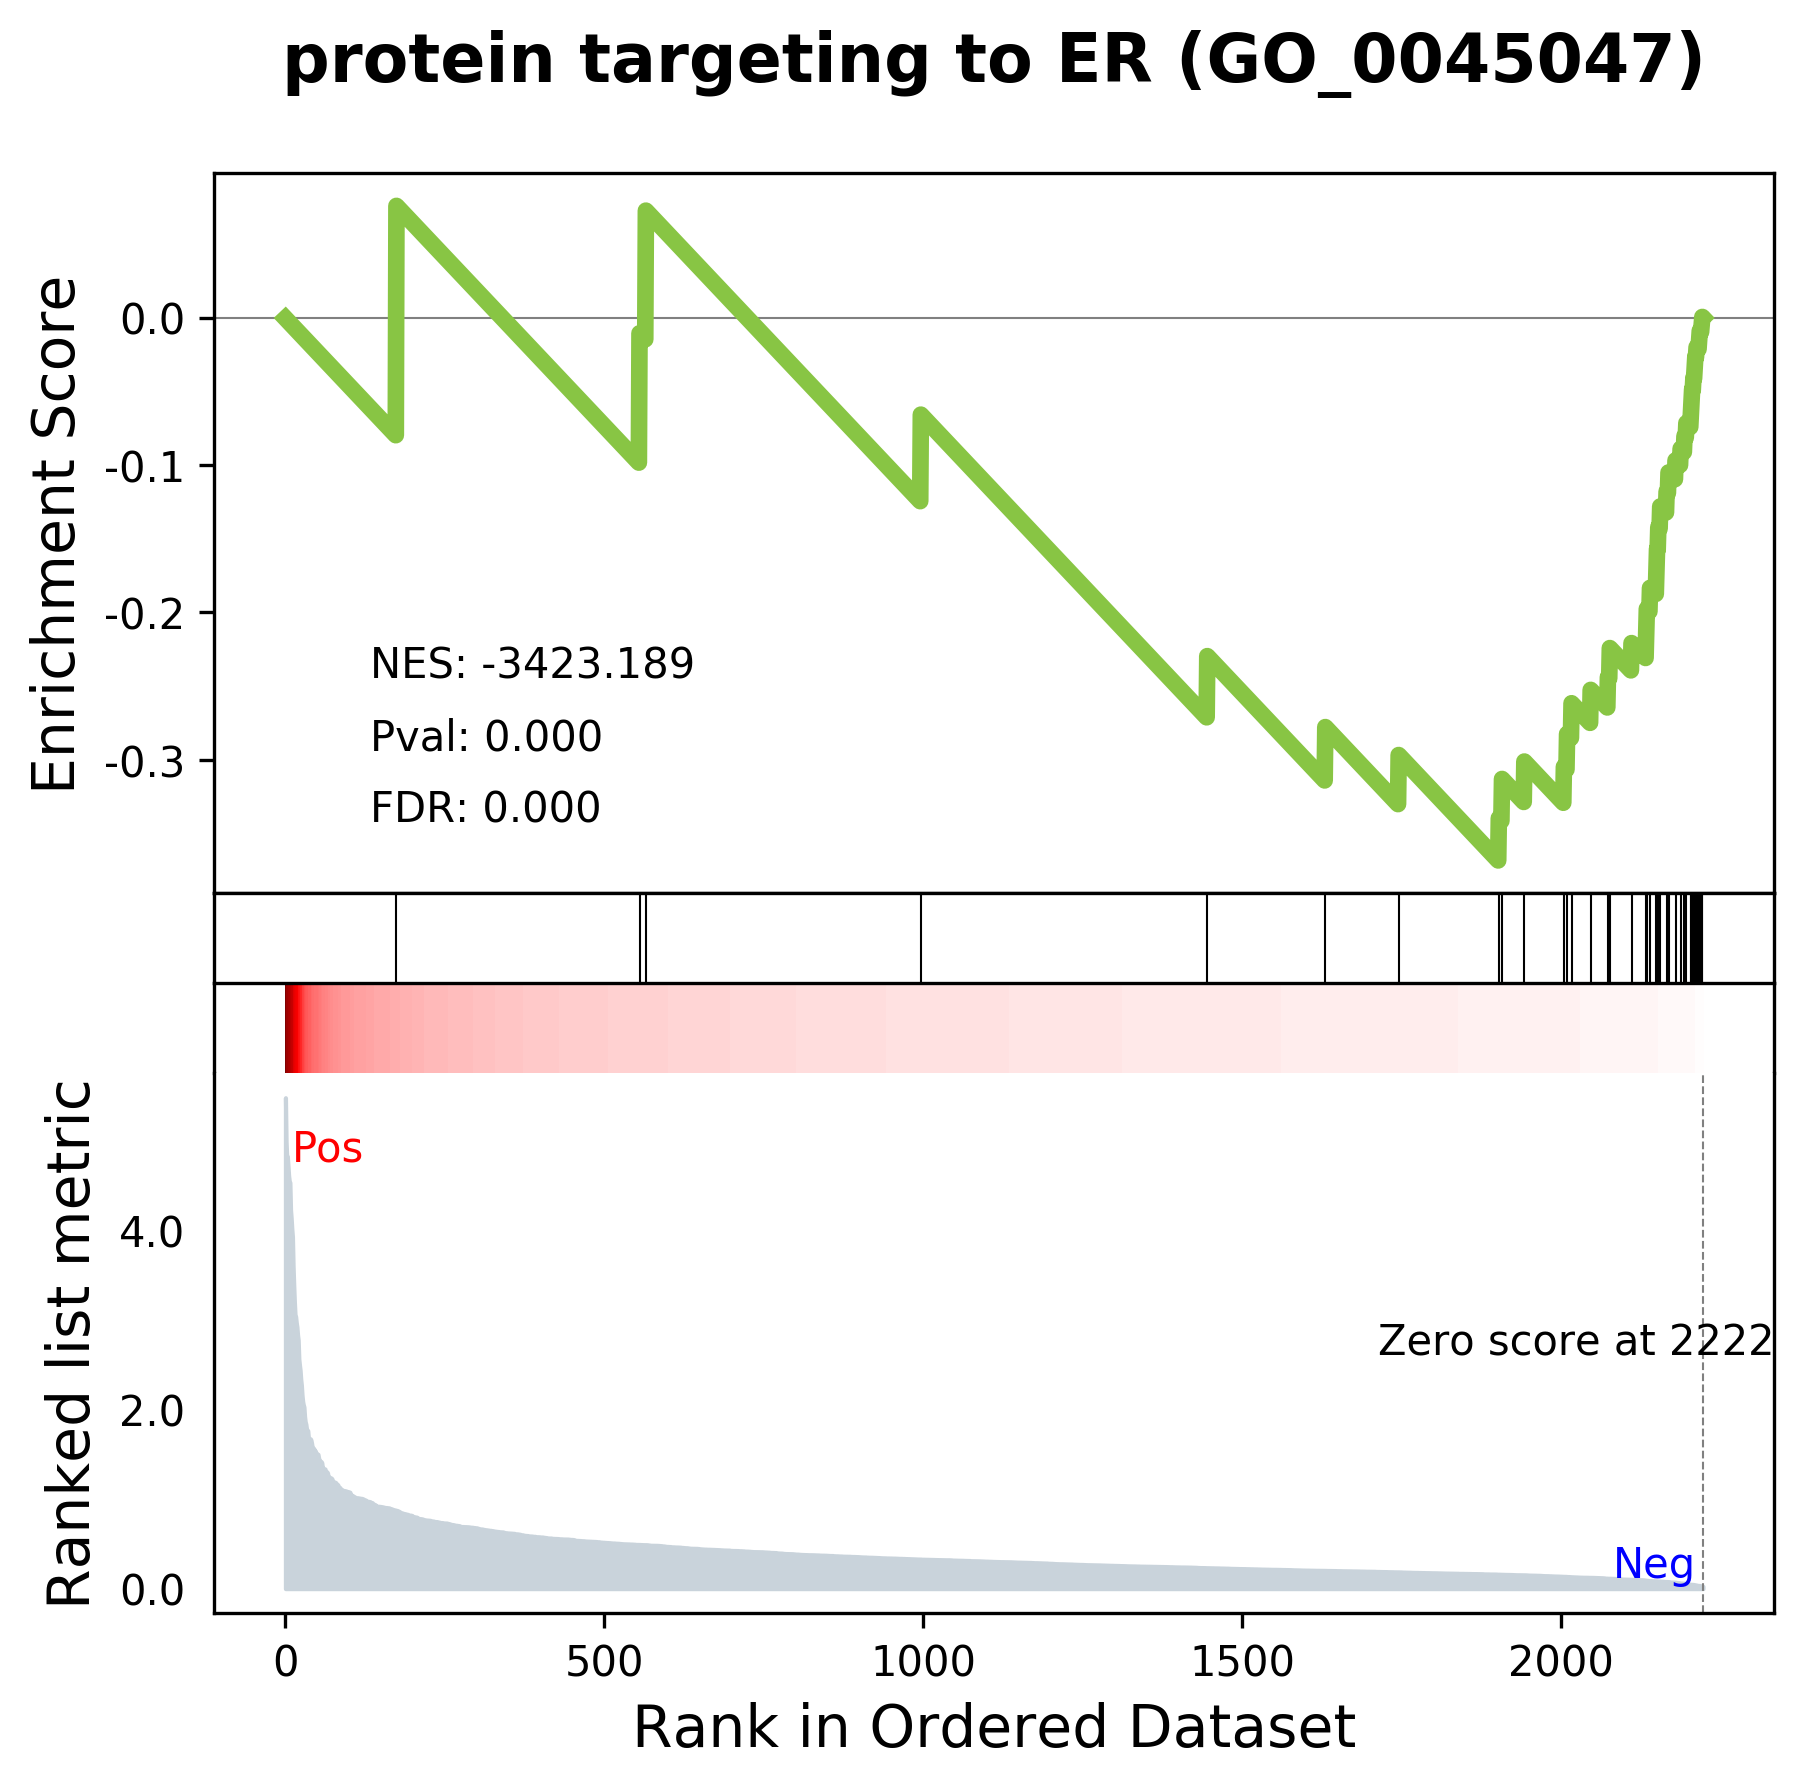 protein targeting to ER (GO_0045047)
Enrichment Score
0.0
-0.1
-0.2
-0.3
NES: -3423.189
Pval: 0.000
FDR: 0.000
Ranked list metric
Pos
4.0
Zero score at 2222
2.0
Neg
0.0
0 500 1000 1500 2000
Rank in Ordered Dataset